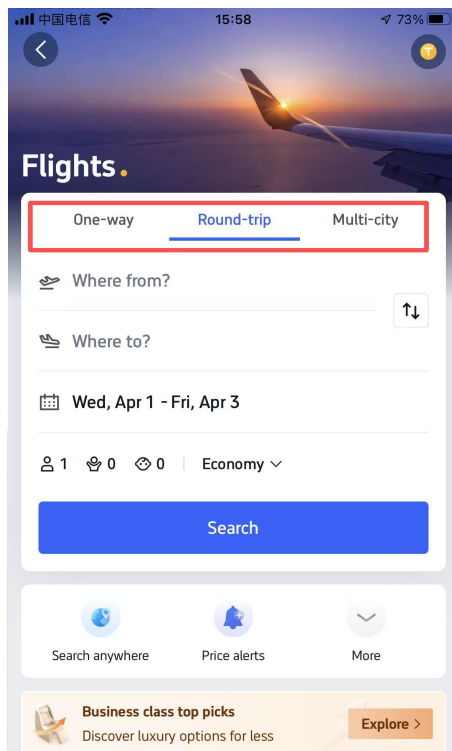 中国电信 15:58 73%
T
Flights.
One-way Round-trip Multi-city
Where from?
Where to?
Wed, Apr 1 - Fri, Apr 3
1 0 0 Economy
Search
Search anywhere Price alerts More
Business class top picks
Discover luxury options for less
Explore >